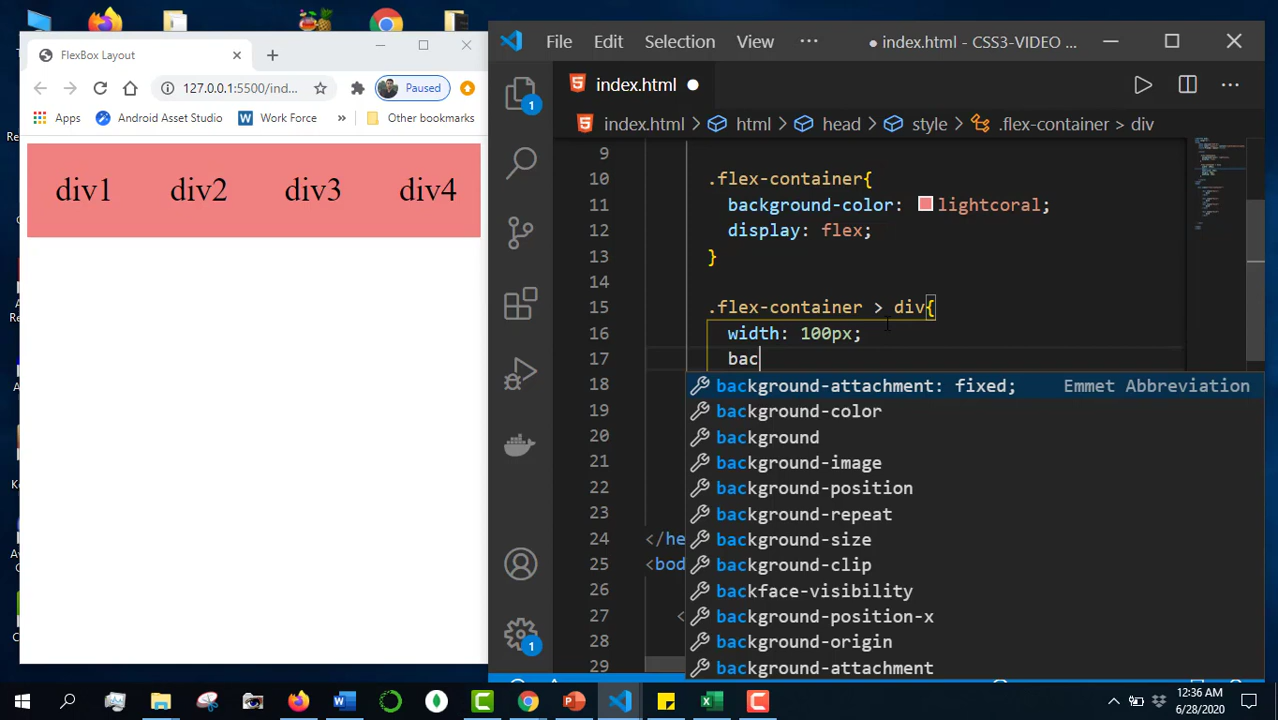 FlexBox Layout
127.0.0.1:5500/ind...
Paused
Apps
Android Asset Studio
Work Force
»
Other bookmarks
div1 div2 div3 div4
File Edit Selection View ...
● index.html - CSS3-VIDEO ...
index.html ●
index.html > html > head > style > .flex-container > div
9
10 .flex-container{
11 background-color: lightcoral;
12 display: flex;
13 }
14
15 .flex-container > div{
16 width: 100px;
17 bac
18
19
20
21
22
23
24 </he
25 <bod
26
27 <
28
29
background-attachment: fixed; Emmet Abbreviation
background-color
background
background-image
background-position
background-repeat
background-size
background-clip
backface-visibility
background-position-x
background-origin
background-attachment
1
1
12:36 AM
6/28/2020